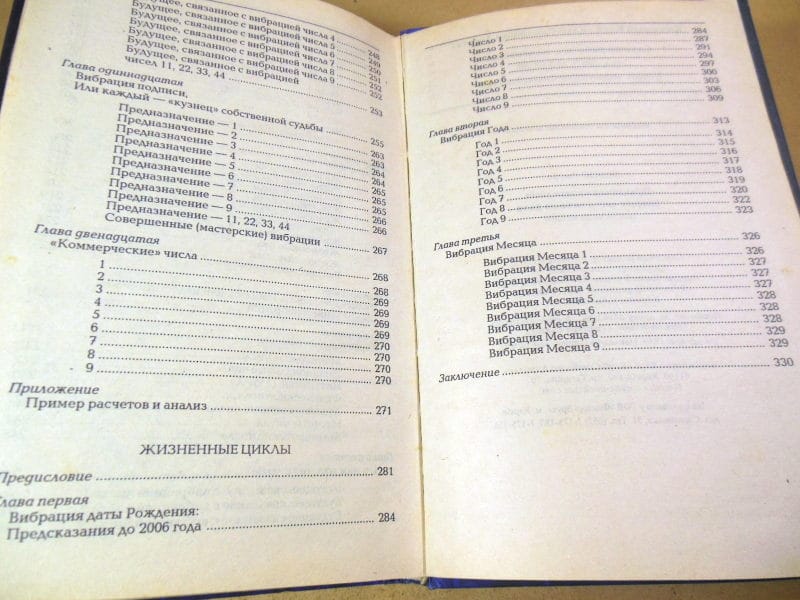 Будущее, связанное с вибрацией числа 4 ........ 248
Будущее, связанное с вибрацией числа 5 ........ 249
Будущее, связанное с вибрацией числа 6 ........ 250
Будущее, связанное с вибрацией числа 7 ........ 251
Будущее, связанное с вибрацией числа 8 ........ 252
Будущее, связанное с вибрацией числа 9 ........ 252
Будущее, связанное с вибрацией
чисел 11, 22, 33, 44 ........ 253
Глава одиннадцатая
Вибрация подписи,
Или каждый — «кузнец» собственной судьбы ........ 255
Предназначение — 1 ........ 263
Предназначение — 2 ........ 263
Предназначение — 3 ........ 264
Предназначение — 4 ........ 264
Предназначение — 5 ........ 264
Предназначение — 6 ........ 265
Предназначение — 7 ........ 265
Предназначение — 8 ........ 265
Предназначение — 9 ........ 266
Предназначение — 11, 22, 33, 44 ........ 266
Совершенные (мастерские) вибрации ........ 267
Глава двенадцатая
«Коммерческие» числа ........ 268
1 ........ 268
2 ........ 269
3 ........ 269
4 ........ 269
5 ........ 269
6 ........ 270
7 ........ 270
8 ........ 270
9 ........ 270
Приложение
Пример расчетов и анализ ........ 271
ЖИЗНЕННЫЕ ЦИКЛЫ
Предисловие ........ 281
Глава первая
Вибрация даты Рождения:
Предсказания до 2006 года ........ 284
Число 1 ........ 284
Число 2 ........ 287
Число 3 ........ 291
Число 4 ........ 294
Число 5 ........ 297
Число 6 ........ 300
Число 7 ........ 303
Число 8 ........ 306
Число 9 ........ 309
Глава вторая
Вибрация Года ........ 313
Год 1 ........ 314
Год 2 ........ 315
Год 3 ........ 316
Год 4 ........ 317
Год 5 ........ 318
Год 6 ........ 319
Год 7 ........ 320
Год 8 ........ 322
Год 9 ........ 323
Глава третья
Вибрация Месяца ........ 326
Вибрация Месяца 1 ........ 326
Вибрация Месяца 2 ........ 327
Вибрация Месяца 3 ........ 327
Вибрация Месяца 4 ........ 327
Вибрация Месяца 5 ........ 328
Вибрация Месяца 6 ........ 328
Вибрация Месяца 7 ........ 328
Вибрация Месяца 8 ........ 329
Вибрация Месяца 9 ........ 329
Заключение ........ 330